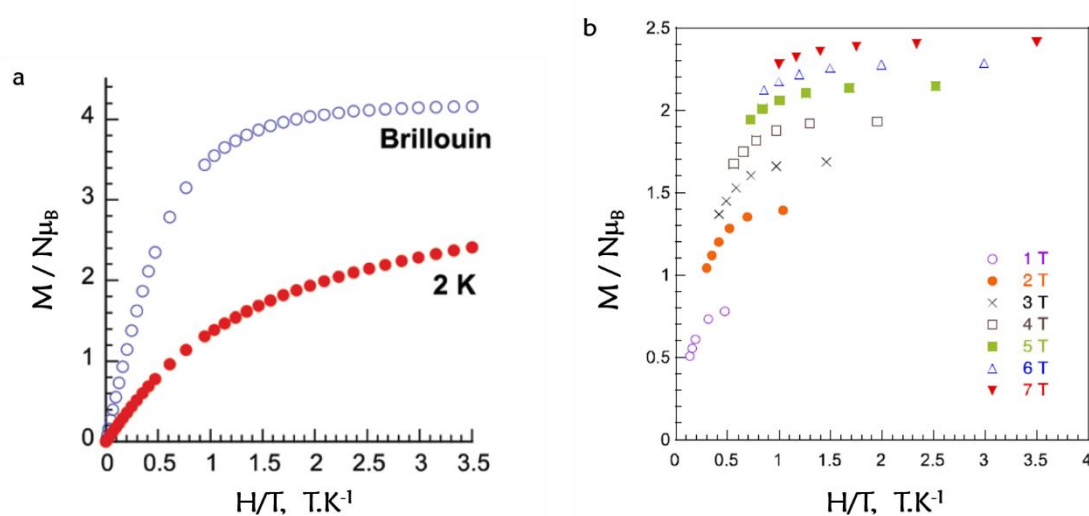 a
M / NμB
4
3
2
1
0
Brillouin
2 K
0 0.5 1 1.5 2 2.5 3 3.5
H/T, T.K-1
b
M / NμB
2.5
2
1.5
1
0.5
0
1 T
2 T
3 T
4 T
5 T
6 T
7 T
0 0.5 1 1.5 2 2.5 3 3.5 4
H/T, T.K-1